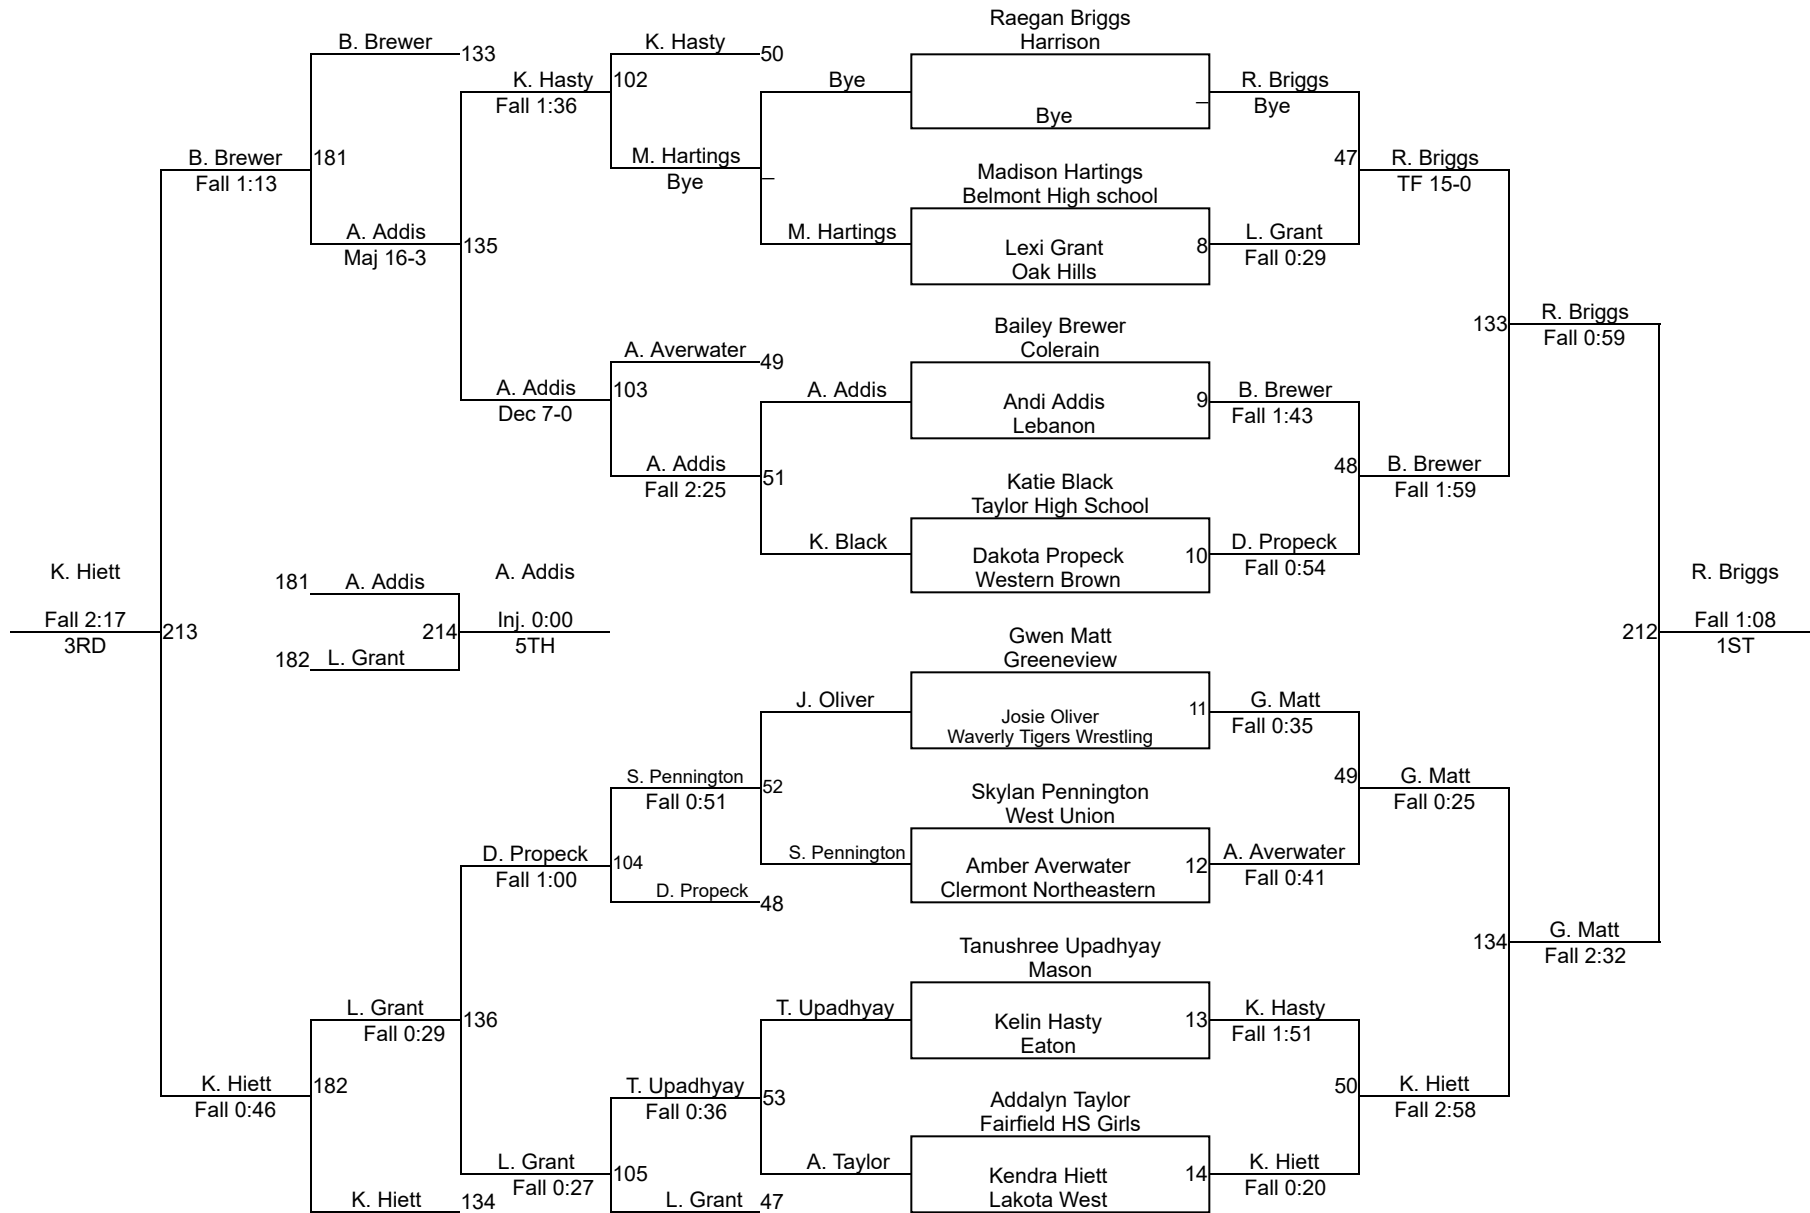 Raegan Briggs
Harrison
B. Brewer
133
K. Hasty
50
K. Hasty
102
Fall 1:36
Bye
R. Briggs
Bye
_
Bye
B. Brewer
181
Fall 1:13
M. Hartings
Bye
_
Madison Hartings
Belmont High school
47
R. Briggs
TF 15-0
A. Addis
135
Maj 16-3
M. Hartings
Lexi Grant
Oak Hills
8
L. Grant
Fall 0:29
Bailey Brewer
Colerain
133
R. Briggs
Fall 0:59
A. Averwater
49
A. Addis
103
Dec 7-0
A. Addis
Andi Addis
Lebanon
9
B. Brewer
Fall 1:43
A. Addis
51
Fall 2:25
Katie Black
Taylor High School
48
B. Brewer
Fall 1:59
K. Black
Dakota Propeck
Western Brown
10
D. Propeck
Fall 0:54
K. Hiett
Fall 2:17
3RD
213
181
A. Addis
182
L. Grant
214
A. Addis
Inj. 0:00
5TH
R. Briggs
212
Fall 1:08
1ST
Gwen Matt
Greeneview
J. Oliver
Josie Oliver
Waverly Tigers Wrestling
11
G. Matt
Fall 0:35
S. Pennington
52
Fall 0:51
Skylan Pennington
West Union
49
G. Matt
Fall 0:25
D. Propeck
104
Fall 1:00
S. Pennington
Amber Averwater
Clermont Northeastern
12
A. Averwater
Fall 0:41
D. Propeck
48
Tanushree Upadhyay
Mason
134
G. Matt
Fall 2:32
L. Grant
136
Fall 0:29
T. Upadhyay
Kelin Hasty
Eaton
13
K. Hasty
Fall 1:51
K. Hiett
182
Fall 0:46
T. Upadhyay
53
Fall 0:36
Addalyn Taylor
Fairfield HS Girls
50
K. Hiett
Fall 2:58
L. Grant
105
Fall 0:27
A. Taylor
Kendra Hiett
Lakota West
14
K. Hiett
Fall 0:20
K. Hiett
134
L. Grant
47